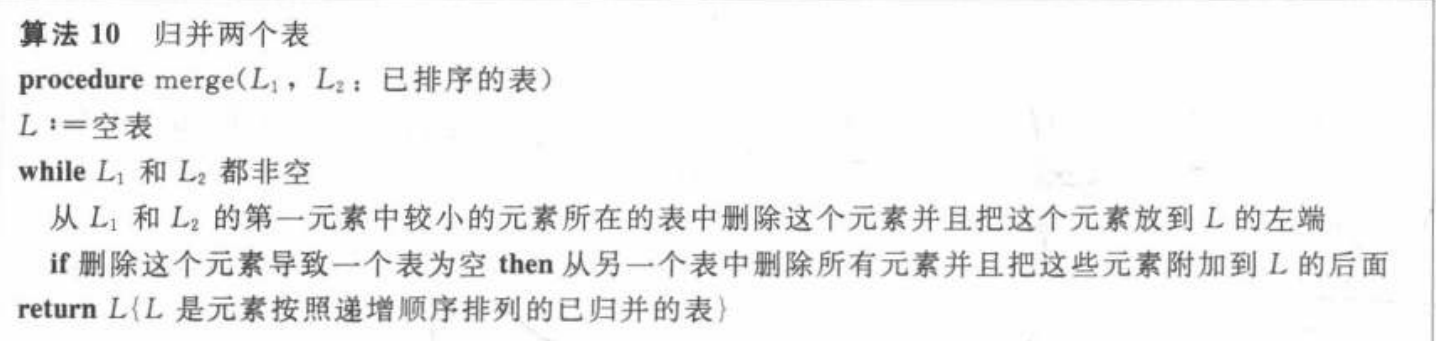 算法 10 归并两个表
procedure merge(L₁, L₂: 已排序的表)
L :=空表
while L₁ 和 L₂ 都非空
从 L₁ 和 L₂ 的第一元素中较小的元素所在的表中删除这个元素并且把这个元素放到 L 的左端
if 删除这个元素导致一个表为空 then 从另一个表中删除所有元素并且把这些元素附加到 L 的后面
return L{L 是元素按照递增顺序排列的已归并的表}